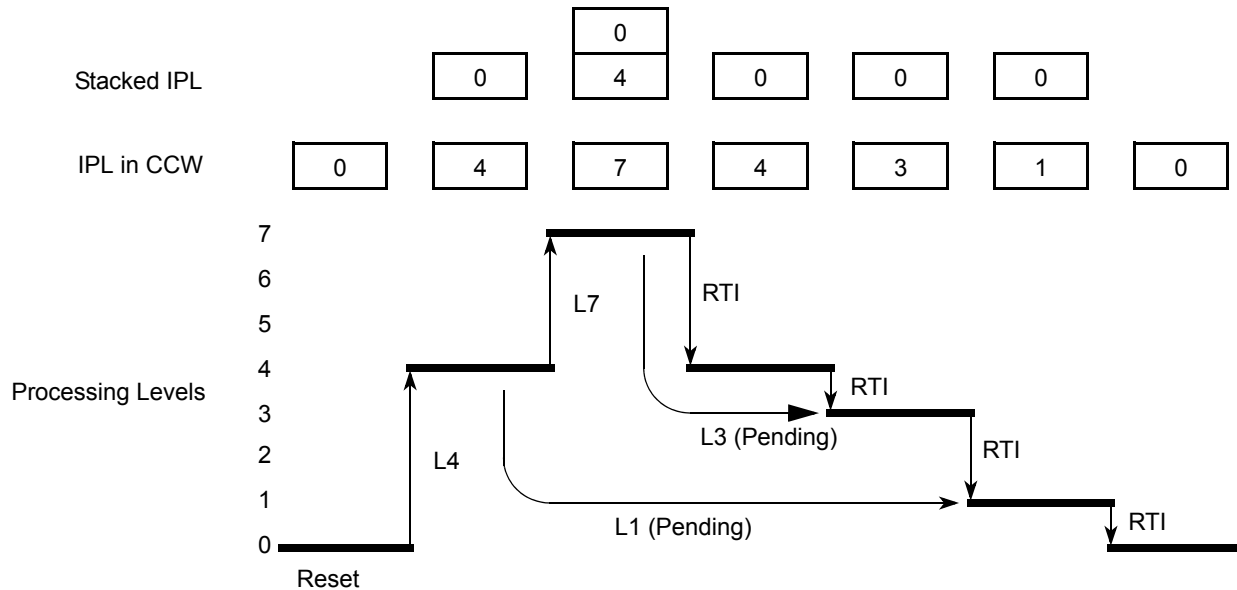 0
Stacked IPL 0 4 0 0 0
IPL in CCW 0 4 7 4 3 1 0
7
6
L7 RTI
5
4
Processing Levels RTI
3
L3 (Pending)
2 L4 RTI
1
L1 (Pending) RTI
0
Reset